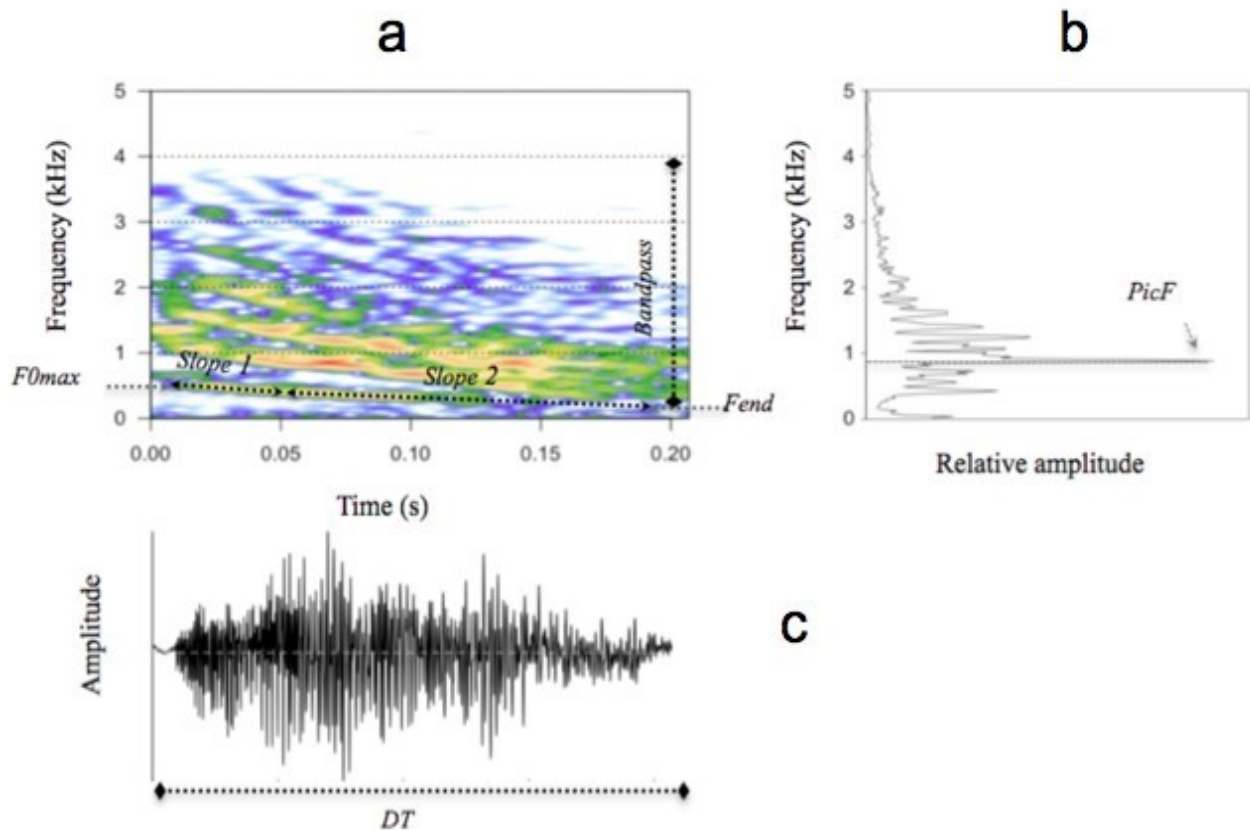 a
b
5
4
3
2
1
0
Frequency (kHz)
F0max
Slope 1
Slope 2
Bandpass
Fend
0.00 0.05 0.10 0.15 0.20
Time (s)
5
4
3
2
1
0
Frequency (kHz)
PicF
Relative amplitude
Amplitude
c
DT